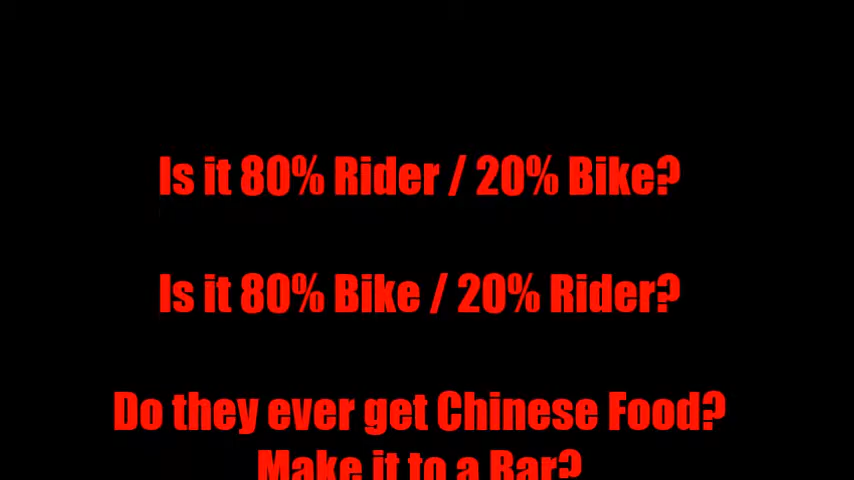 Is it 80% Rider / 20% Bike?
Is it 80% Bike / 20% Rider?
Do they ever get Chinese Food?
Make it to a Bar?